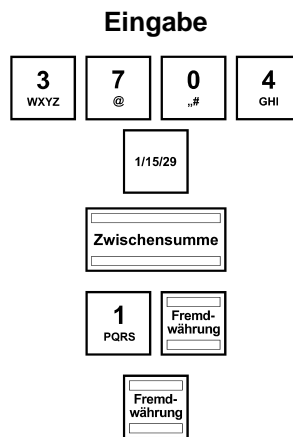 Eingabe
3 7 0 4
WXYZ @ „# GHI
1/15/29
Zwischensumme
1 Fremd-
PQRS währung
Fremd-
währung